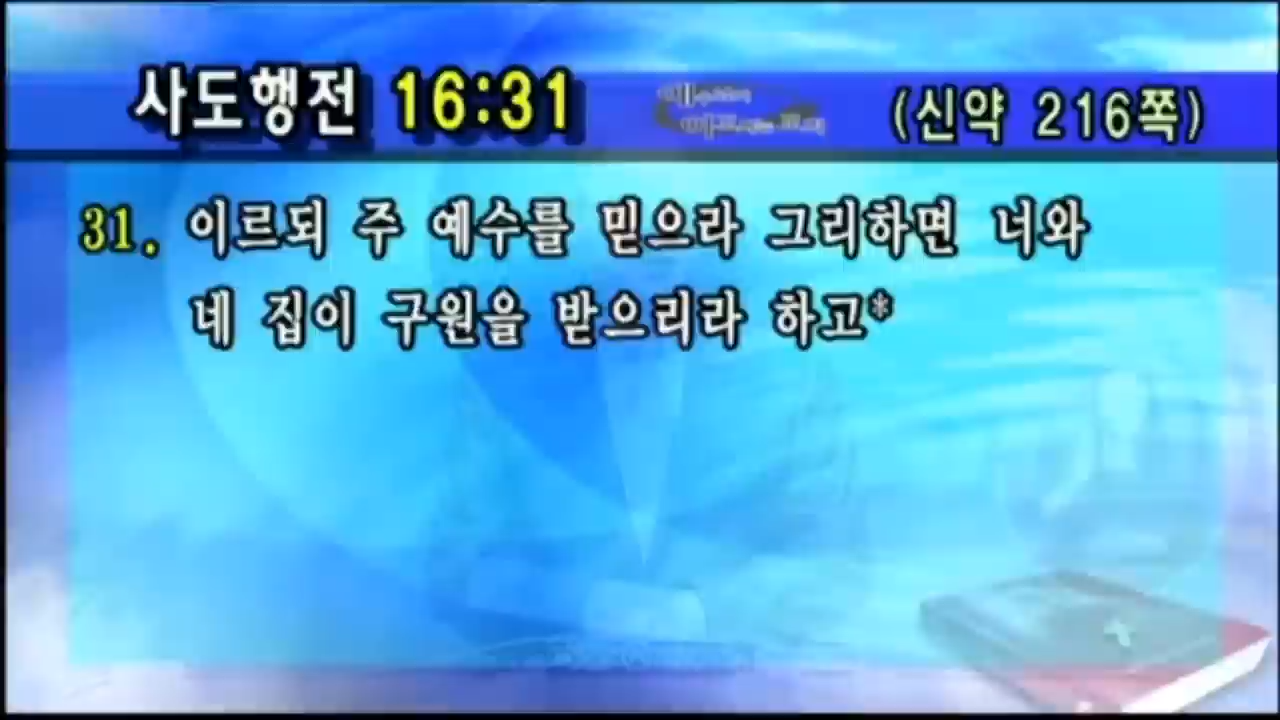 사도행전 16:31 (신약 216쪽)
31. 이르되 주 예수를 믿으라 그리하면 너와
네 집이 구원을 받으리라 하고*